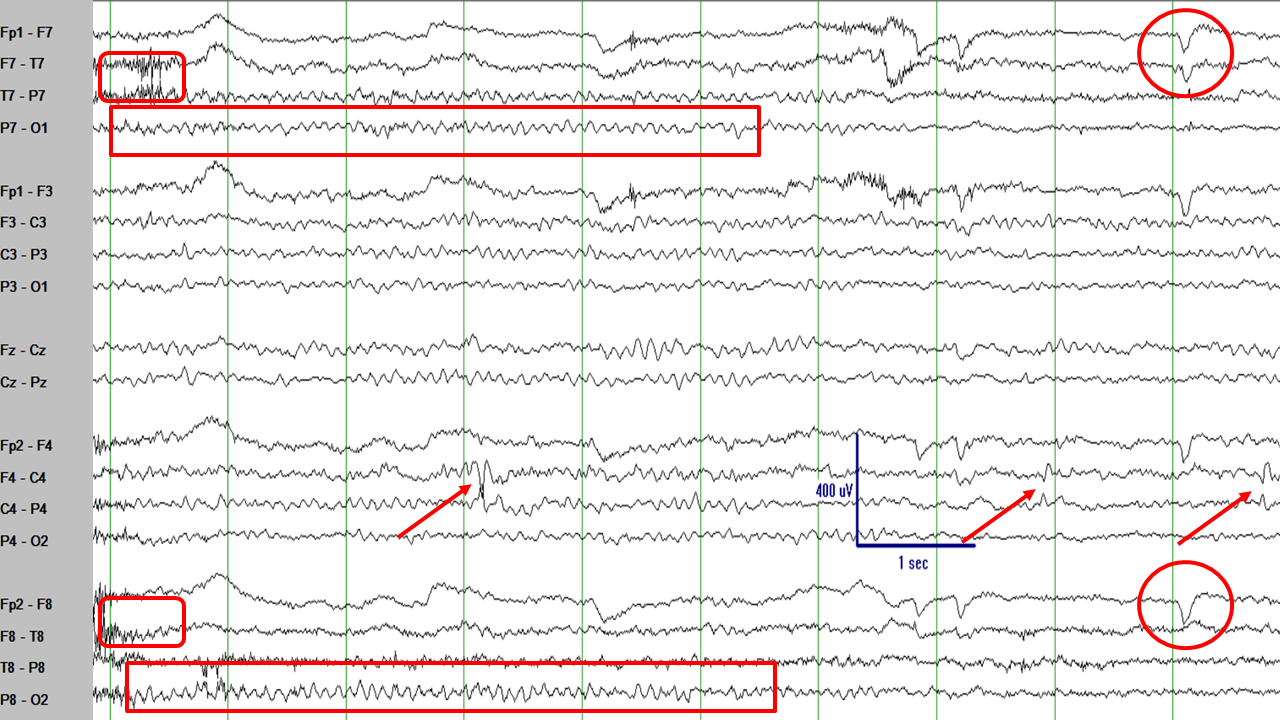 Fp1 - F7
F7 - T7
T7 - P7
P7 - O1
Fp1 - F3
F3 - C3
C3 - P3
P3 - O1
Fz - Cz
Cz - Pz
Fp2 - F4
F4 - C4
C4 - P4
P4 - O2
400 uV
1 sec
Fp2 - F8
F8 - T8
T8 - P8
P8 - O2